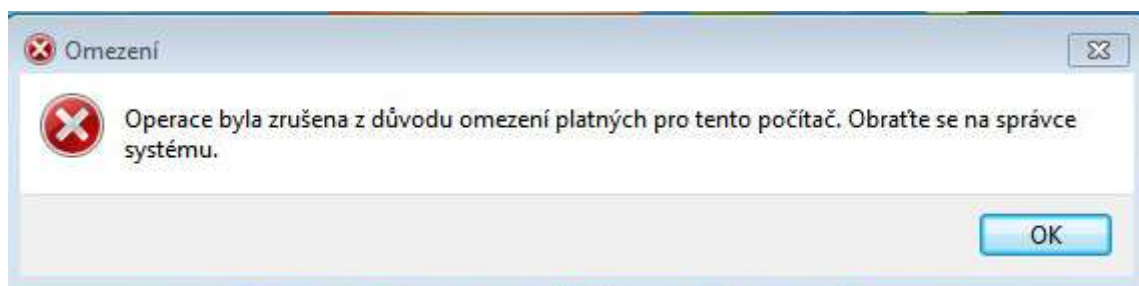 Omezení
Operace byla zrušena z důvodu omezení platných pro tento počítač. Obraťte se na správce
systému.
OK